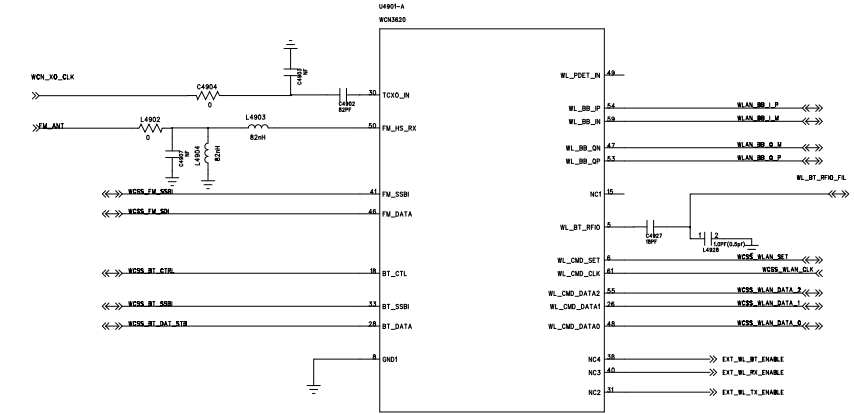 U4901-A
WCN3620
WCN_XO_CLK
C4904
0
C4903
NF
C4902
82PF
30 TCXO_IN
FM_ANT
L4902
0
C4907
NF
L4904
82nH
L4903
82nH
50 FM_HS_RX
WCSS_FM_SSBI
41 FM_SSBI
WCSS_FM_SDI
46 FM_DATA
WCSS_BT_CTRL
18 BT_CTL
WCSS_BT_SSBI
33 BT_SSBI
WCSS_BT_DAT_STB
28 BT_DATA
8 GND1
WL_PDET_IN 49
WL_BB_IP 54 WLAN_BB_I_P
WL_BB_IN 59 WLAN_BB_I_M
WL_BB_QN 47 WLAN_BB_Q_M
WL_BB_QP 53 WLAN_BB_Q_P
NC1 15
WL_BT_RFIO_FIL
WL_BT_RFIO 5
C4927
18PF
1 2
1.0PF(0.5pf)
L4928
WL_CMD_SET 6 WCSS_WLAN_SET
WL_CMD_CLK 61 WCSS_WLAN_CLK
WL_CMD_DATA2 55 WCSS_WLAN_DATA_2
WL_CMD_DATA1 26 WCSS_WLAN_DATA_1
WL_CMD_DATA0 48 WCSS_WLAN_DATA_0
NC4 38 EXT_WL_BT_ENABLE
NC3 40 EXT_WL_RX_ENABLE
NC2 31 EXT_WL_TX_ENABLE